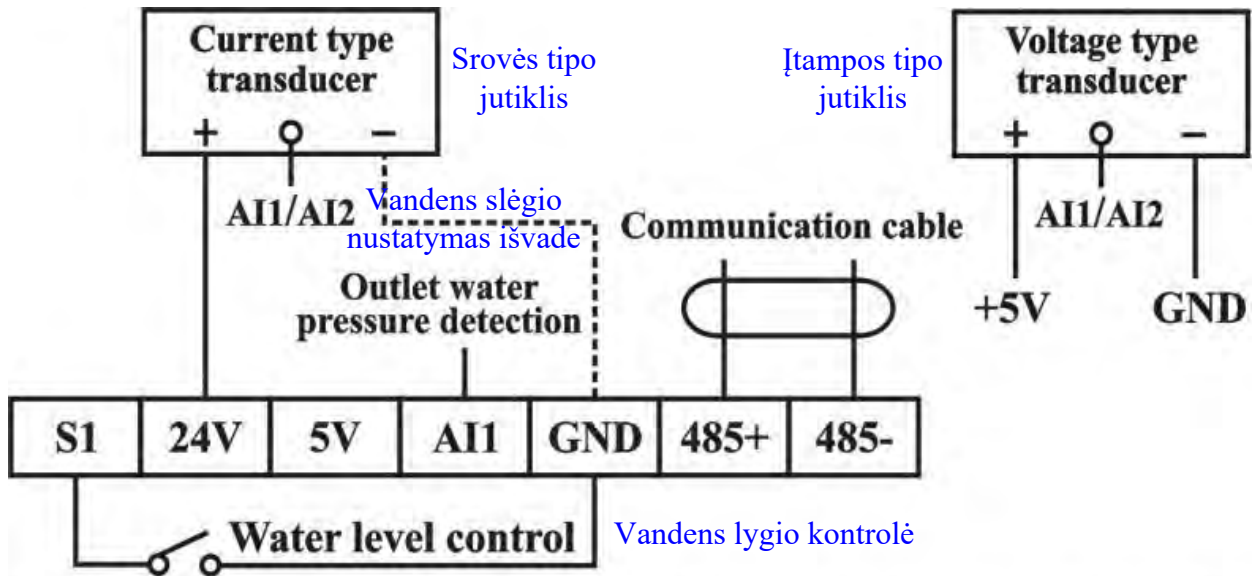 Current type
transducer
+ −
AI1/AI2
Srovės tipo
jutiklis
Įtampos tipo
jutiklis
Voltage type
transducer
+ −
AI1/AI2
+5V GND
Vandens slėgio
nustatymas išvade
Outlet water
pressure detection
Communication cable
S1 24V 5V AI1 GND 485+ 485-
Water level control
Vandens lygio kontrolė